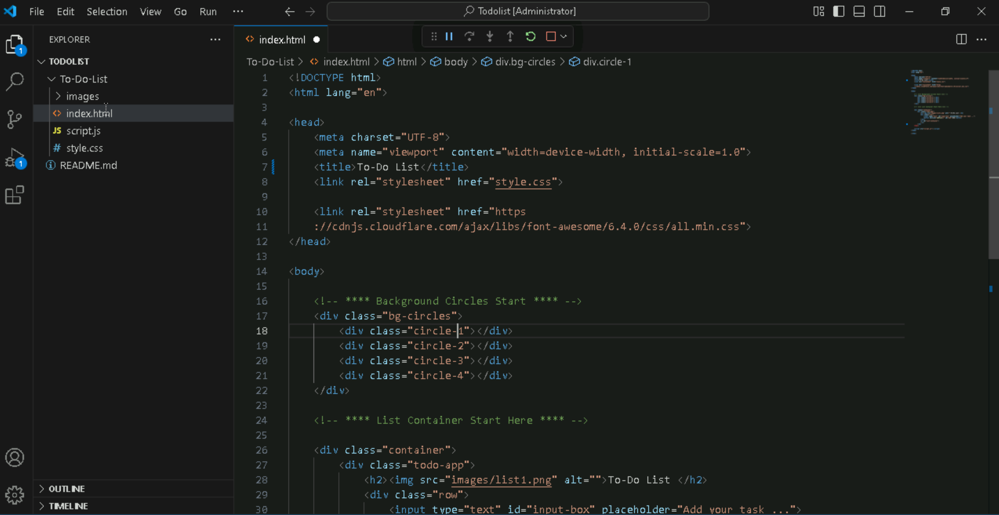 File Edit Selection View Go Run ···
Todolist [Administrator]
EXPLORER ···
TODOLIST
To-Do-List
images
index.html
JS script.js
# style.css
README.md
OUTLINE
TIMELINE
1
1
<> index.html
To-Do-List > <> index.html > html > body > div.bg-circles > div.circle-1
1 <!DOCTYPE html>
2 <html lang="en">
3
4 <head>
5 <meta charset="UTF-8">
6 <meta name="viewport" content="width=device-width, initial-scale=1.0">
7 <title>To-Do List</title>
8 <link rel="stylesheet" href="style.css">
9
10 <link rel="stylesheet" href="https
11 ://cdnjs.cloudflare.com/ajax/libs/font-awesome/6.4.0/css/all.min.css">
12 </head>
13
14 <body>
15
16 <!-- **** Background Circles Start **** -->
17 <div class="bg-circles">
18 <div class="circle-1"></div>
19 <div class="circle-2"></div>
20 <div class="circle-3"></div>
21 <div class="circle-4"></div>
22 </div>
23
24 <!-- **** List Container Start Here **** -->
25
26 <div class="container">
27 <div class="todo-app">
28 <h2><img src="images/list1.png" alt="">To-Do List </h2>
29 <div class="row">
30 <input type="text" id="input-box" placeholder="Add your task ...">